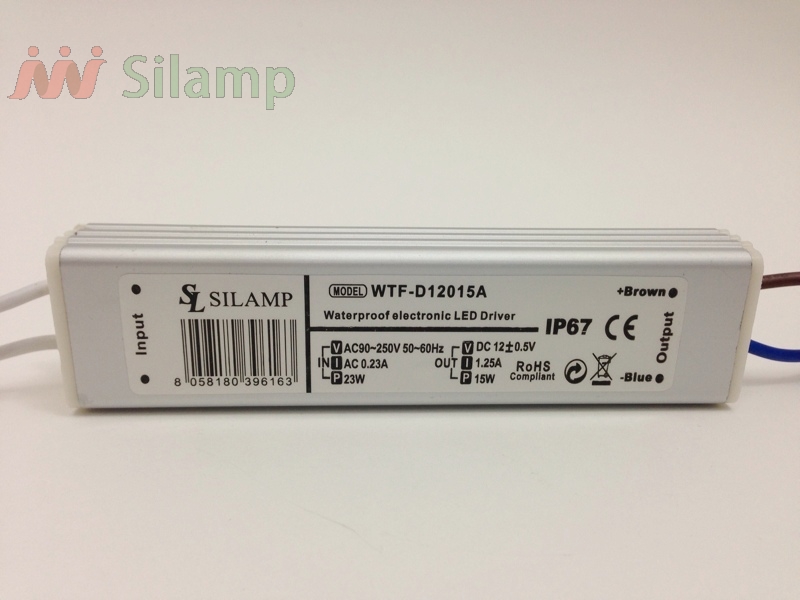 Silamp
Input
SL SILAMP
8 058180 396163
MODEL WTF-D12015A
Waterproof electronic LED Driver
IN
V AC90~250V 50~60Hz
I AC 0.23A
P 23W
OUT
V DC 12±0.5V
I 1.25A
P 15W
IP67 CE
RoHS
Compliant
+Brown
-Blue
Output